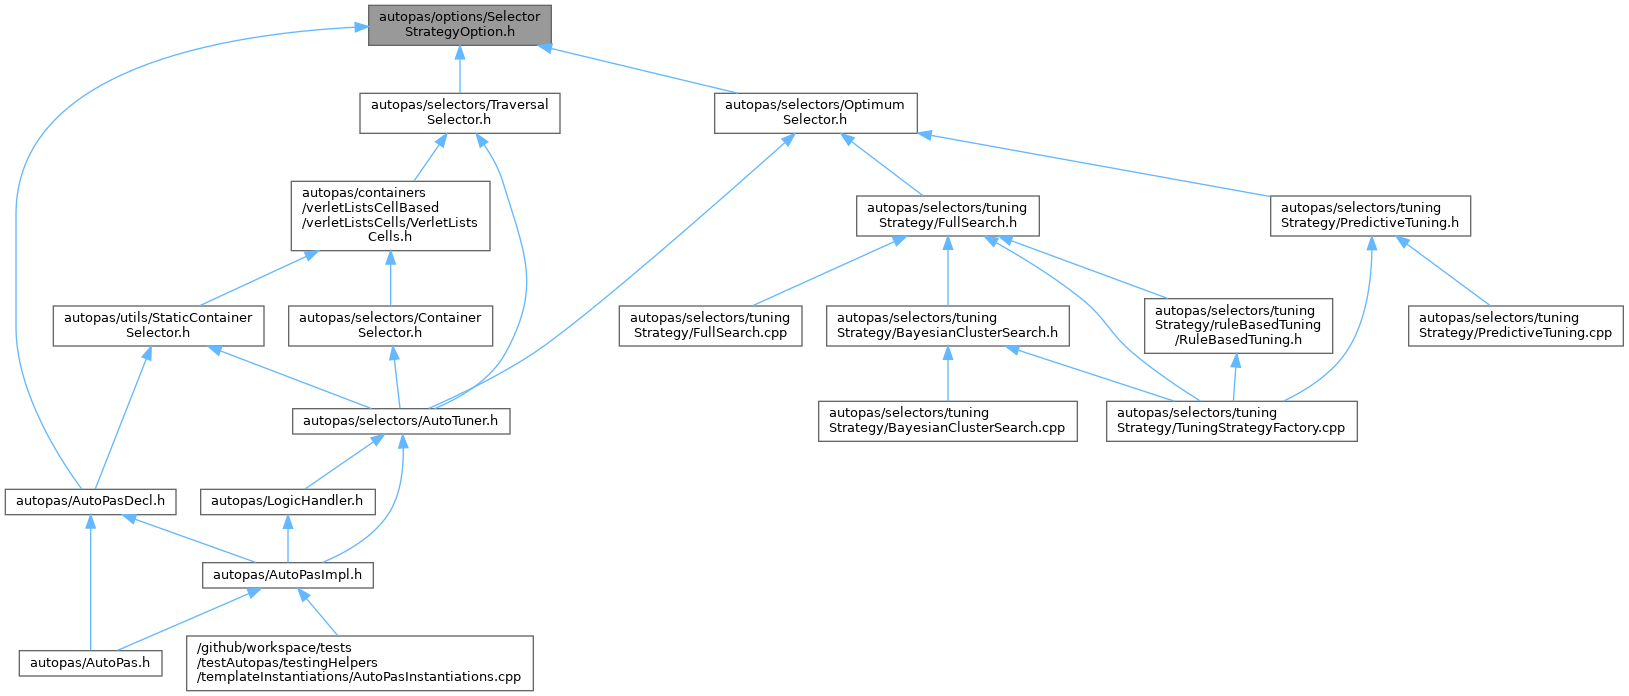 autopas/options/Selector
StrategyOption.h
autopas/selectors/Traversal
Selector.h
autopas/selectors/Optimum
Selector.h
autopas/containers
/verletListsCellBased
/verletListsCells/VerletLists
Cells.h
autopas/selectors/tuning
Strategy/FullSearch.h
autopas/selectors/tuning
Strategy/PredictiveTuning.h
autopas/utils/StaticContainer
Selector.h
autopas/selectors/Container
Selector.h
autopas/selectors/tuning
Strategy/FullSearch.cpp
autopas/selectors/tuning
Strategy/BayesianClusterSearch.h
autopas/selectors/tuning
Strategy/ruleBasedTuning
/RuleBasedTuning.h
autopas/selectors/tuning
Strategy/PredictiveTuning.cpp
autopas/selectors/AutoTuner.h
autopas/selectors/tuning
Strategy/BayesianClusterSearch.cpp
autopas/selectors/tuning
Strategy/TuningStrategyFactory.cpp
autopas/AutoPasDecl.h
autopas/LogicHandler.h
autopas/AutoPasImpl.h
autopas/AutoPas.h
/github/workspace/tests
/testAutopas/testingHelpers
/templateInstantiations/AutoPasInstantiations.cpp